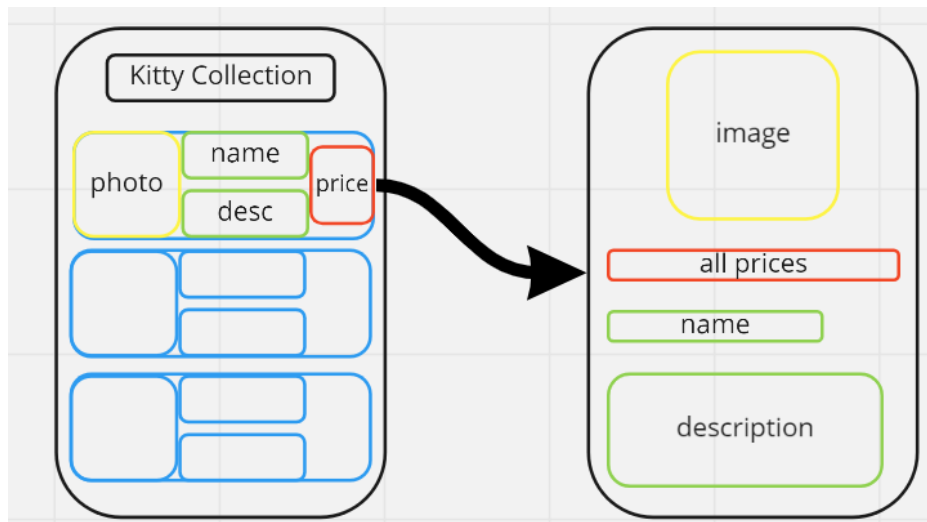 Kitty Collection
photo
name
desc
price
image
all prices
name
description